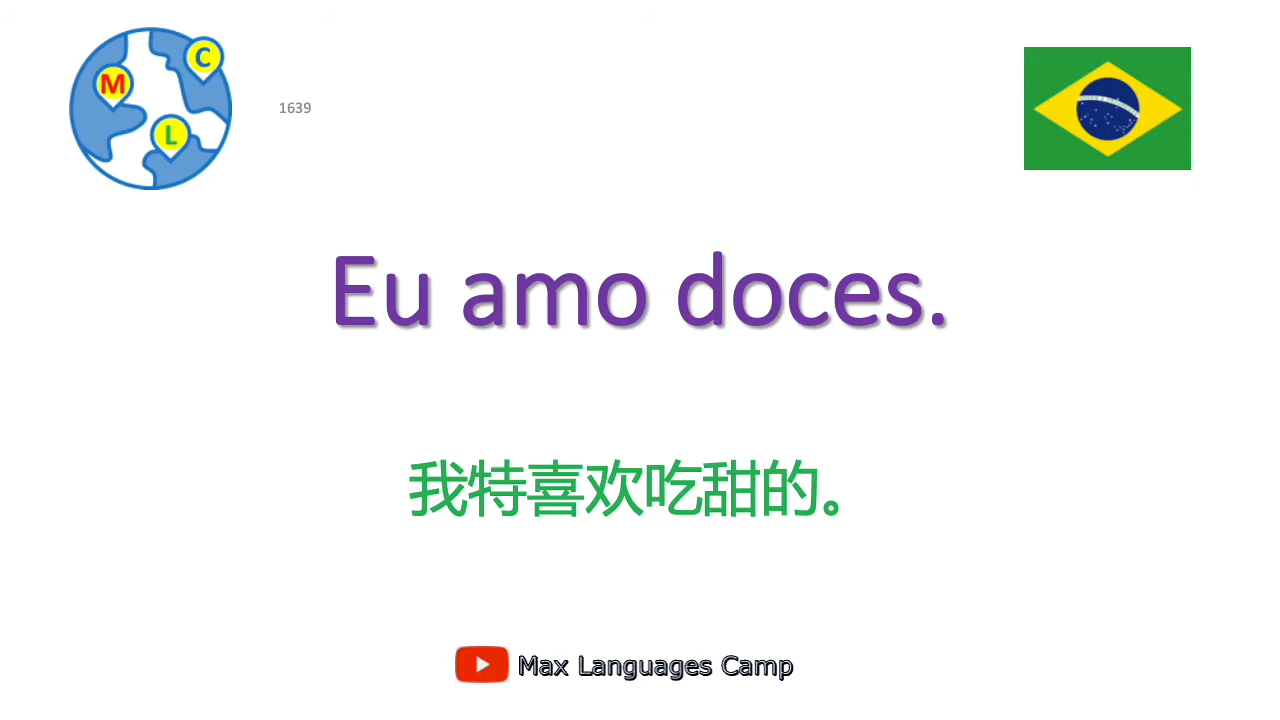 M
C
L
1639
Eu amo doces.
我特喜欢吃甜的。
Max Languages Camp